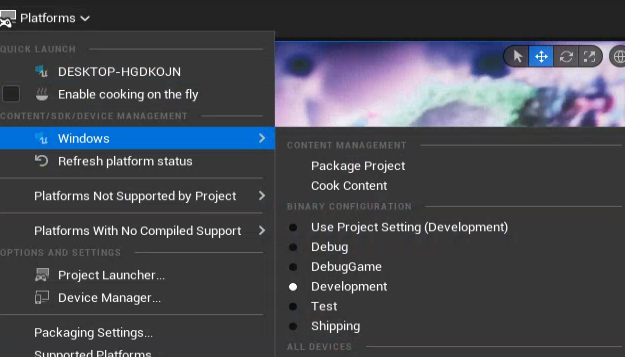 Platforms
QUICK LAUNCH
DESKTOP-HGDKOJN
Enable cooking on the fly
CONTENT/SDK/DEVICE MANAGEMENT
Windows
Refresh platform status
Platforms Not Supported by Project
Platforms With No Compiled Support
OPTIONS AND SETTINGS
Project Launcher...
Device Manager...
Packaging Settings...
Supported Platforms
CONTENT MANAGEMENT
Package Project
Cook Content
BINARY CONFIGURATION
Use Project Setting (Development)
Debug
DebugGame
Development
Test
Shipping
ALL DEVICES